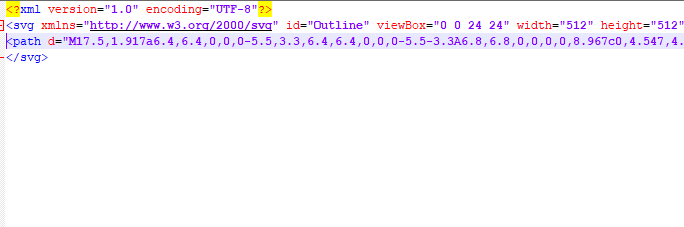 <?xml version="1.0" encoding="UTF-8"?>
<svg xmlns="http://www.w3.org/2000/svg" id="Outline" viewBox="0 0 24 24" width="512" height="512"
<path d="M17.5,1.917a6.4,6.4,0,0,0-5.5,3.3,6.4,6.4,0,0,0-5.5-3.3A6.8,6.8,0,0,0,0,8.967c0,4.547,4.
</svg>